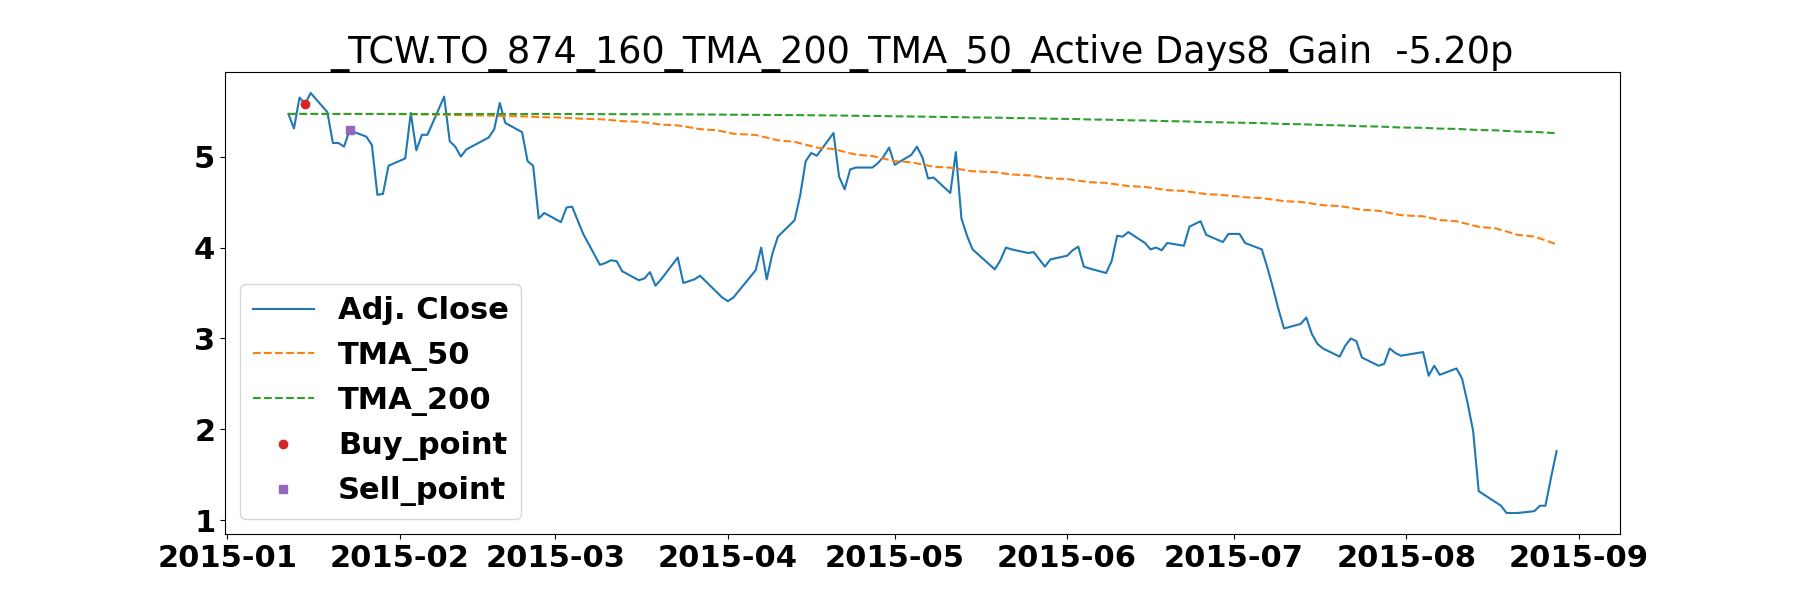 _TCW.TO_874_160_TMA_200_TMA_50_Active Days8_Gain  -5.20p
5
4
3
2
1
Adj. Close
TMA_50
TMA_200
Buy_point
Sell_point
2015-01 2015-02 2015-03 2015-04 2015-05 2015-06 2015-07 2015-08 2015-09